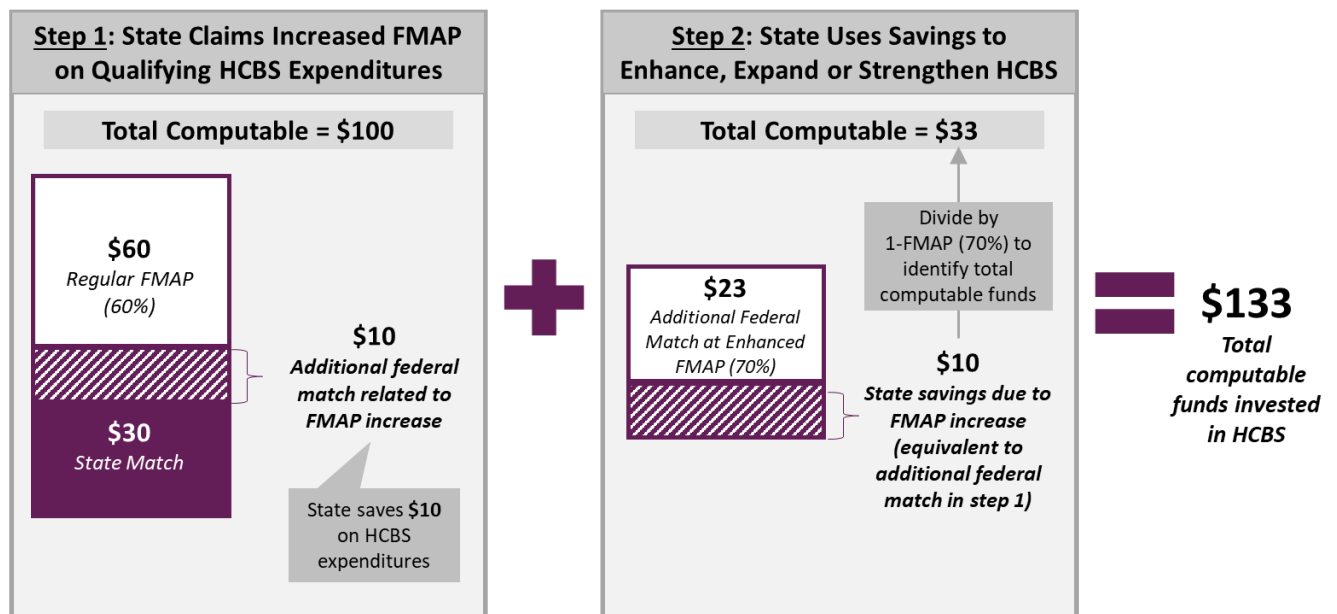 Step 1: State Claims Increased FMAP
on Qualifying HCBS Expenditures
Total Computable = $100
$60
Regular FMAP
(60%)
$30
State Match
$10
Additional federal
match related to
FMAP increase
State saves $10
on HCBS
expenditures
Step 2: State Uses Savings to
Enhance, Expand or Strengthen HCBS
Total Computable = $33
Divide by
1-FMAP (70%) to
identify total
computable funds
$23
Additional Federal
Match at Enhanced
FMAP (70%)
$10
State savings due to
FMAP increase
(equivalent to
additional federal
match in step 1)
$133
Total
computable
funds invested
in HCBS